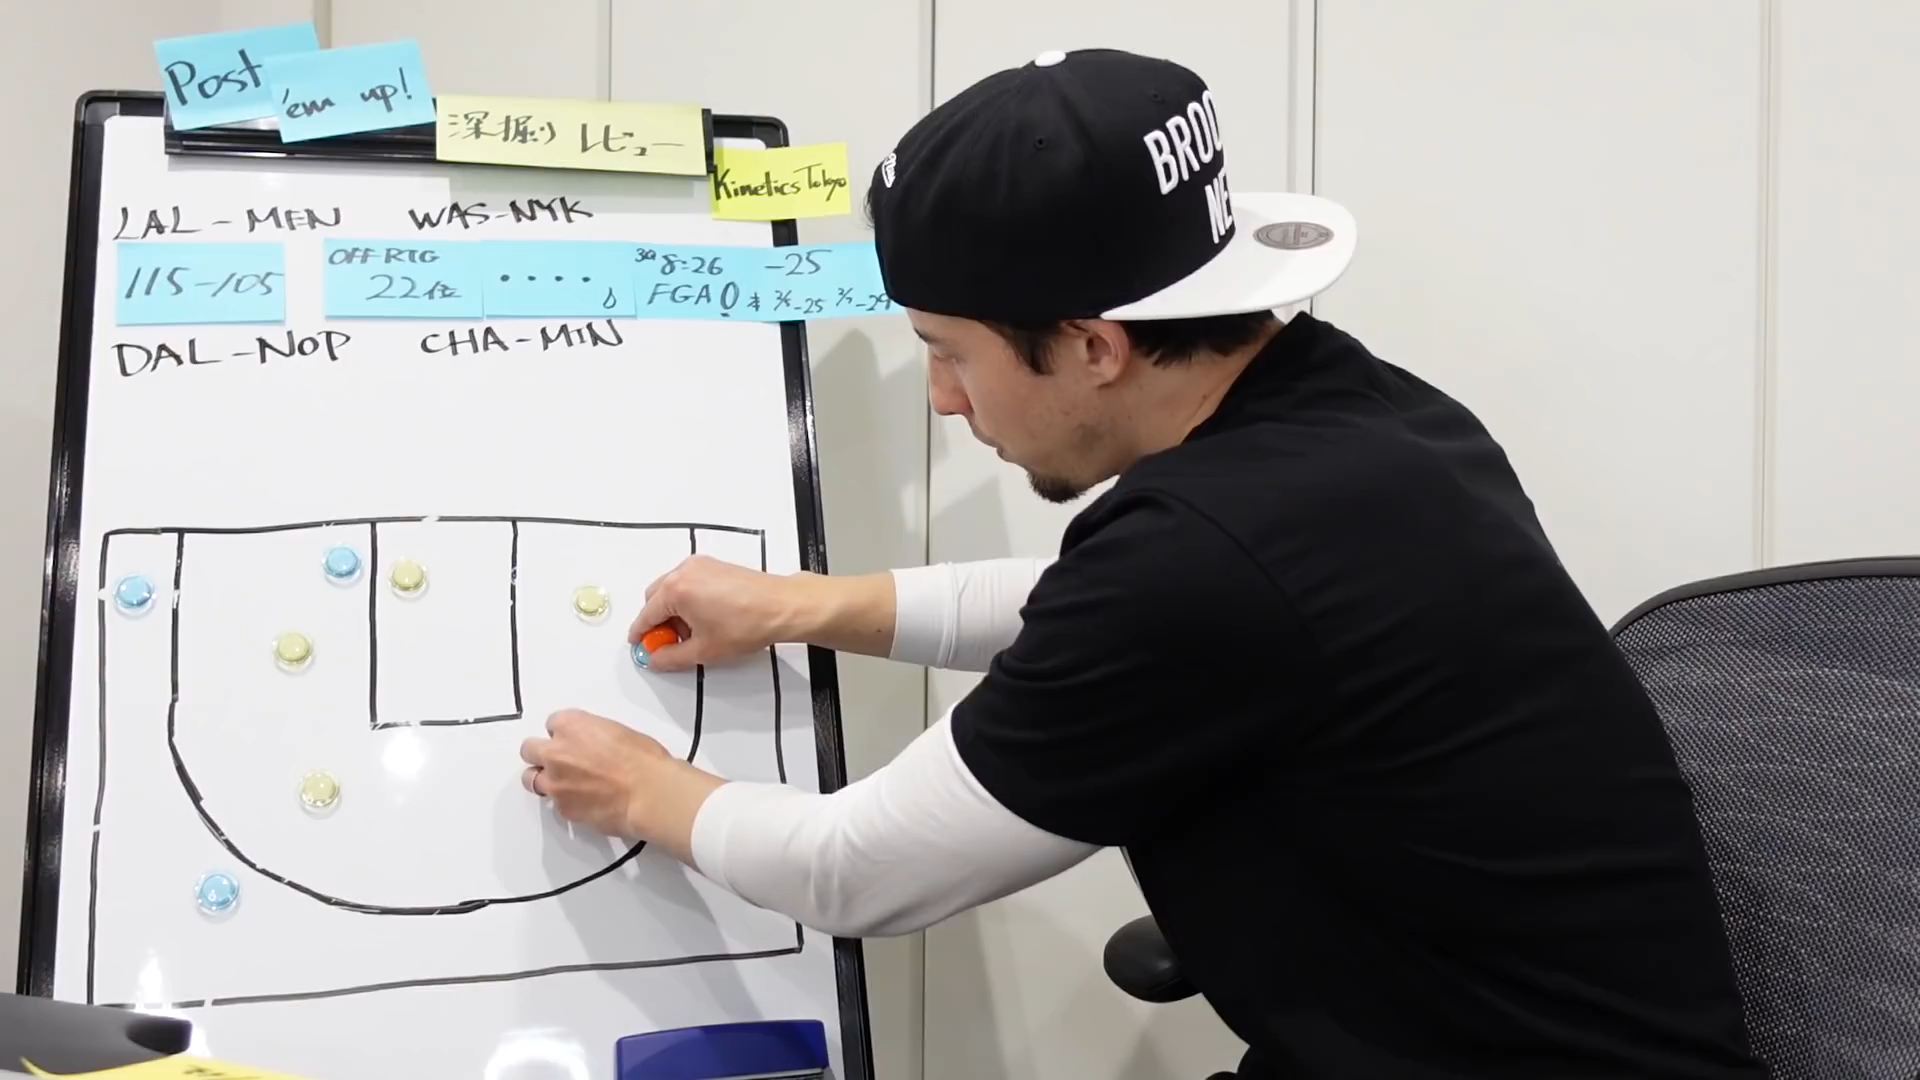 Post
'em up!
深掘りレビュー
Kinetics Tokyo
LAL - MEN WAS-NYK
115-105
OFF RTG
22位
....
3Q 8:26
FGA 0
-25
DAL - NOP CHA - MIN
BROO
NE